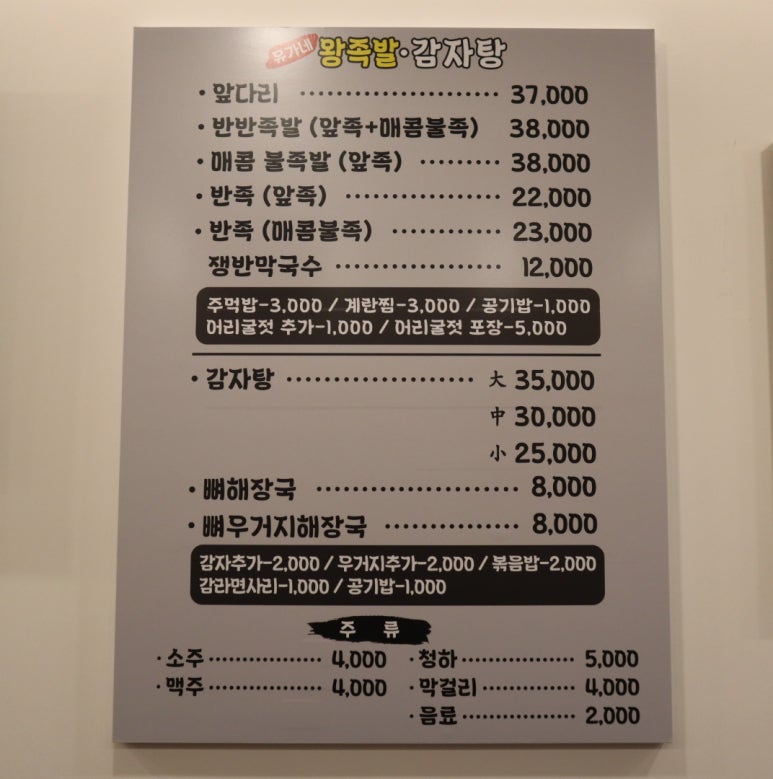 유가네 왕족발·감자탕
·앞다리 ···················· 37,000
·반반족발 (앞족+매콤불족) 38,000
·매콤 불족발 (앞족) ········· 38,000
·반족 (앞족) ················ 22,000
·반족 (매콤불족) ············ 23,000
쟁반막국수 ················· 12,000
주먹밥-3,000 / 계란찜-3,000 / 공기밥-1,000
어리굴젓 추가-1,000 / 어리굴젓 포장-5,000
·감자탕 ··················· 大 35,000
中 30,000
小 25,000
·뼈해장국 ···················· 8,000
·뼈우거지해장국 ·············· 8,000
감자추가-2,000 / 우거지추가-2,000 / 볶음밥-2,000
감라면사리-1,000 / 공기밥-1,000
주 류
·소주 ·················· 4,000 ·청하 ·················· 5,000
·맥주 ·················· 4,000 ·막걸리 ················ 4,000
·음료 ·················· 2,000